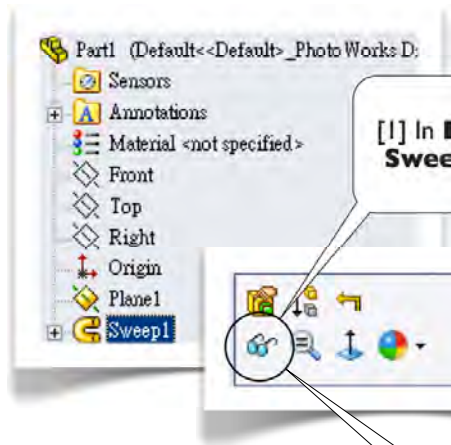 Part1 (Default<<Default>_PhotoWorks D:
Sensors
Annotations
Material <not specified>
Front
Top
Right
Origin
Plane1
Sweep1
[1] In
Swee